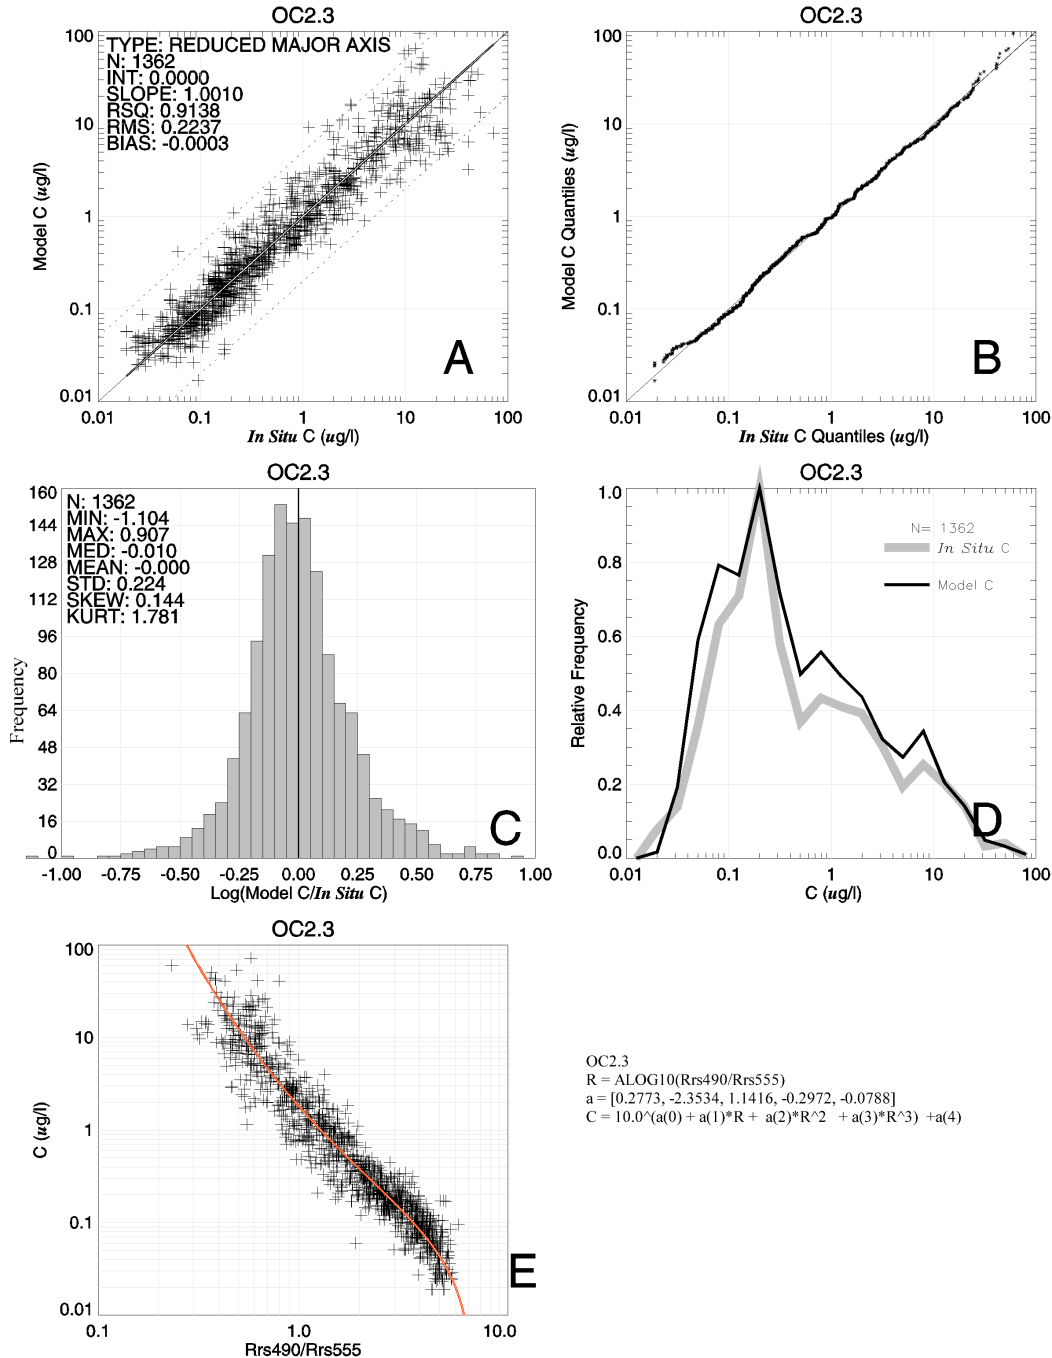 OC2.3
TYPE: REDUCED MAJOR AXIS
N: 1362
INT: 0.0000
SLOPE: 1.0010
RSQ: 0.9138
RMS: 0.2237
BIAS: -0.0003
100
10
1
0.1
0.01
Model C (ug/l)
A
0.01 0.1 1 10 100
In Situ C (ug/l)
OC2.3
100
10
1
0.1
0.01
Model C Quantiles (ug/l)
B
0.01 0.1 1 10 100
In Situ C Quantiles (ug/l)
OC2.3
N: 1362
MIN: -1.104
MAX: 0.907
MED: -0.010
MEAN: -0.000
STD: 0.224
SKEW: 0.144
KURT: 1.781
160
144
128
112
96
80
64
48
32
16
0
Frequency
C
-1.00 -0.75 -0.50 -0.25 0.00 0.25 0.50 0.75 1.00
Log(Model C/In Situ C)
OC2.3
N= 1362
In Situ C
Model C
1.0
0.8
0.6
0.4
0.2
0.0
Relative Frequency
D
0.01 0.1 1 10 100
C (ug/l)
OC2.3
100
10
1
0.1
0.01
C (ug/l)
E
0.1 1.0 10.0
Rrs490/Rrs555
OC2.3
R = ALOG10(Rrs490/Rrs555)
a = [0.2773, -2.3534, 1.1416, -0.2972, -0.0788]
C = 10.0^(a(0) + a(1)*R + a(2)*R^2 + a(3)*R^3) +a(4)